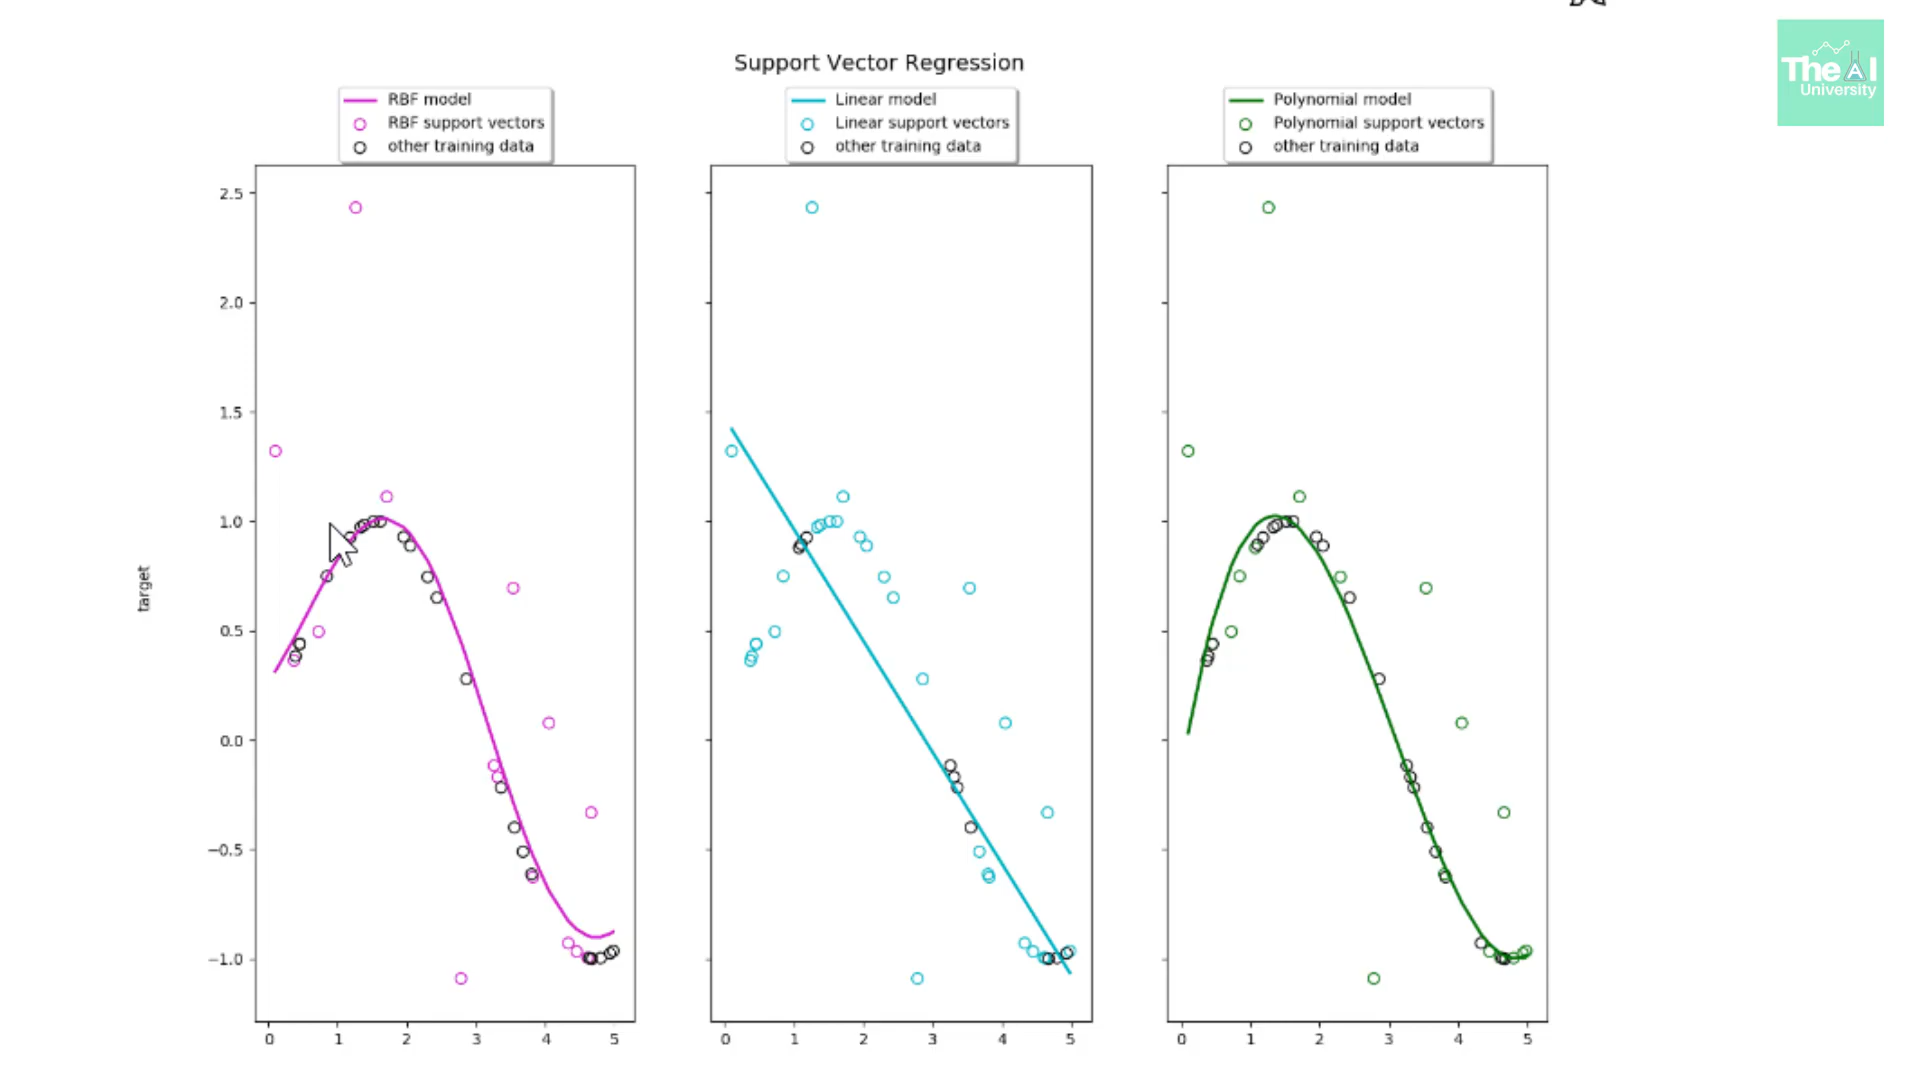 The AI
University
Support Vector Regression
RBF model
RBF support vectors
other training data
Linear model
Linear support vectors
other training data
Polynomial model
Polynomial support vectors
other training data
target
2.5
2.0
1.5
1.0
0.5
0.0
−0.5
−1.0
0 1 2 3 4 5
0 1 2 3 4 5
0 1 2 3 4 5